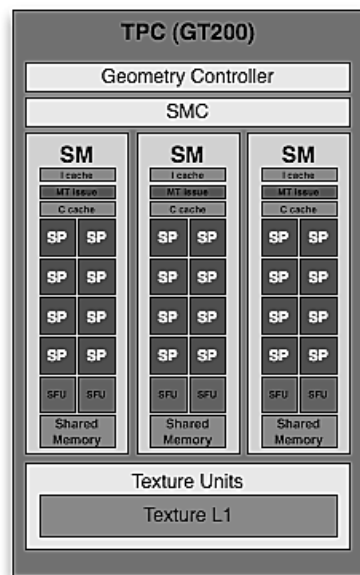 TPC (GT200)
Geometry Controller
SMC
SM SM SM
I cache I cache I cache
MT Issue MT Issue MT Issue
C cache C cache C cache
SP SP SP SP SP SP
SP SP SP SP SP SP
SP SP SP SP SP SP
SP SP SP SP SP SP
SFU SFU SFU SFU SFU SFU
Shared Shared Shared
Memory Memory Memory
Texture Units
Texture L1